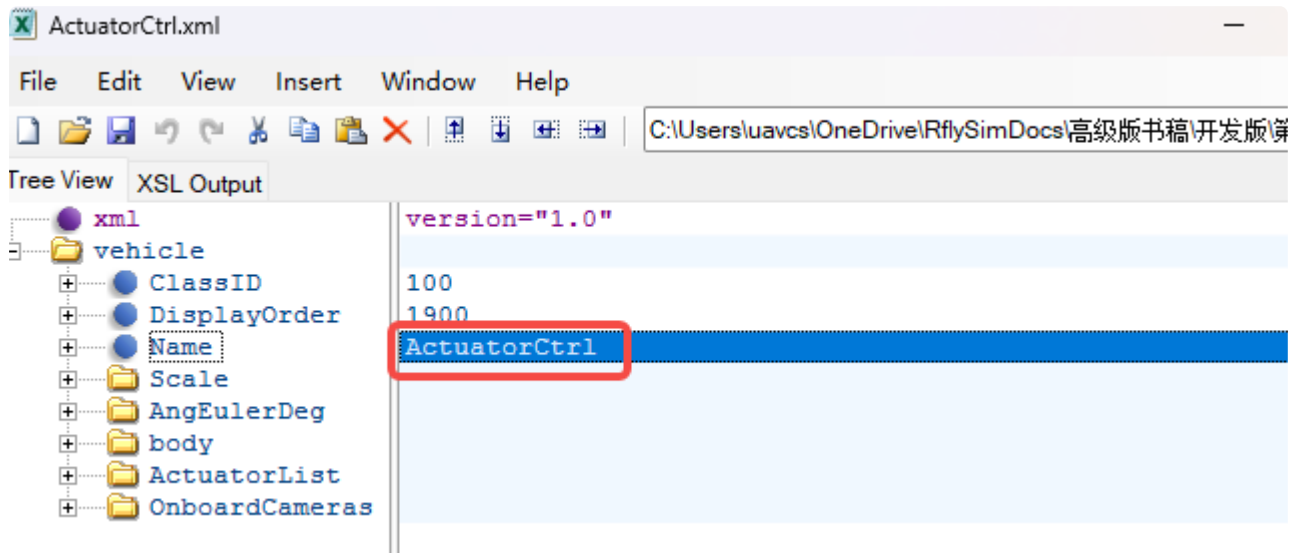 ActuatorCtrl.xml
File Edit View Insert Window Help
C:\Users\uavcs\OneDrive\RflySimDocs\高级版书稿\开发版\第
Tree View XSL Output
xml version="1.0"
vehicle
ClassID 100
DisplayOrder 1900
Name ActuatorCtrl
Scale
AngEulerDeg
body
ActuatorList
OnboardCameras